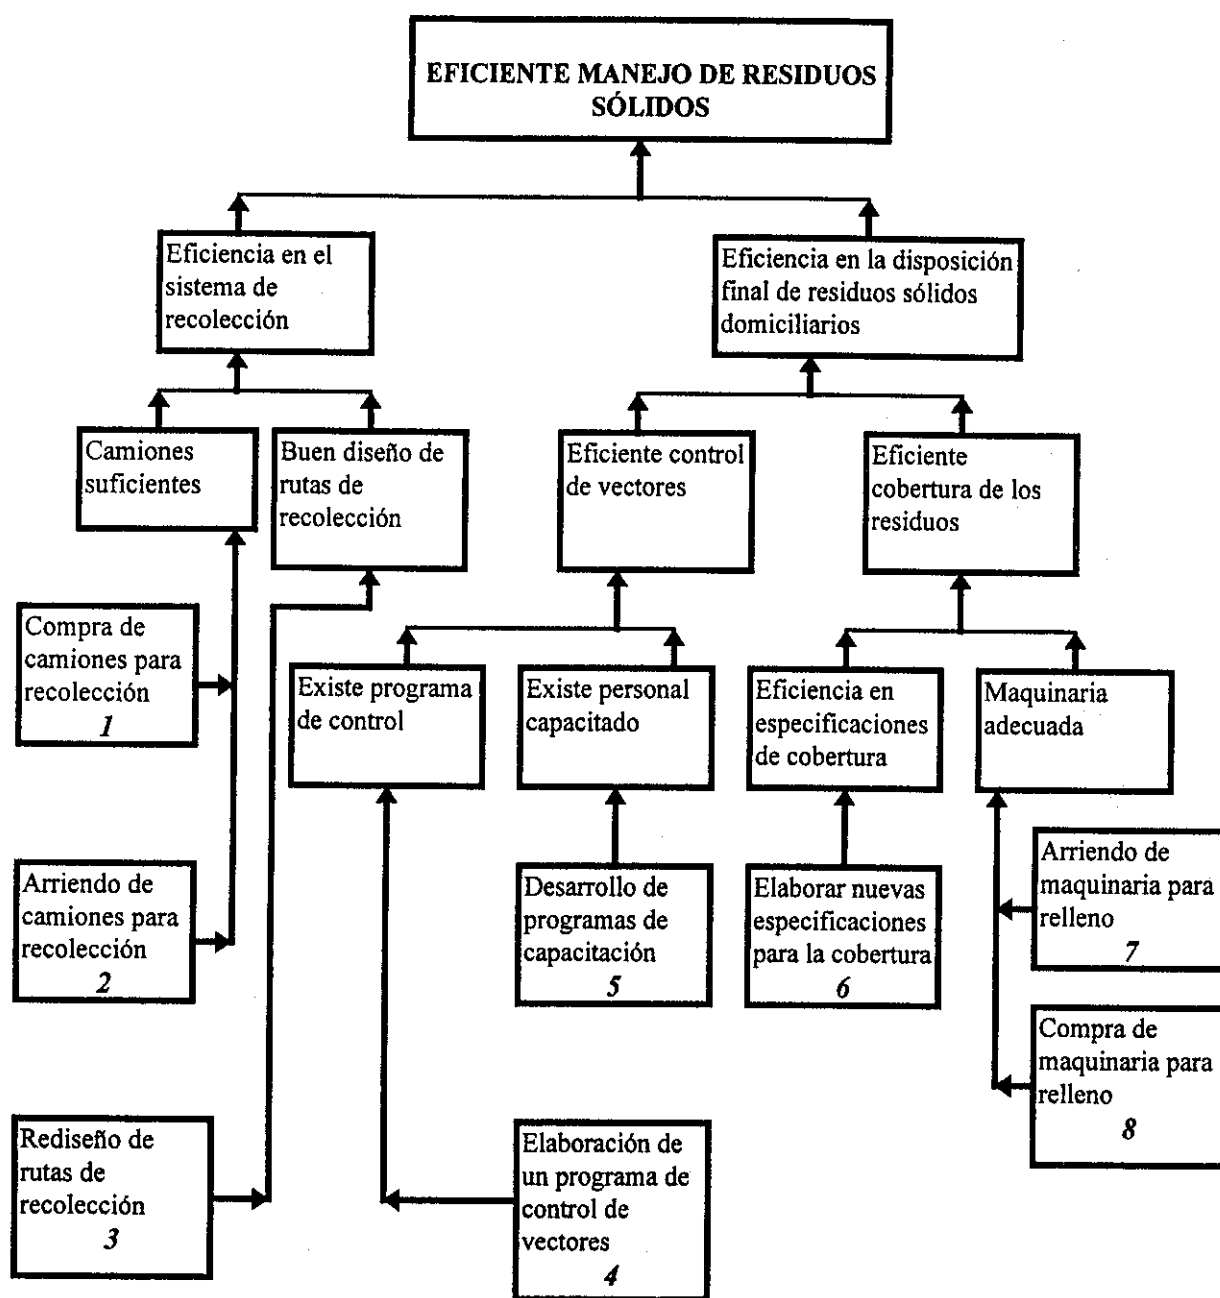 EFICIENTE MANEJO DE RESIDUOS
SÓLIDOS
Eficiencia en el
sistema de
recolección
Eficiencia en la disposición
final de residuos sólidos
domiciliarios
Camiones
suficientes
Buen diseño de
rutas de
recolección
Eficiente control
de vectores
Eficiente
cobertura de los
residuos
Compra de
camiones para
recolección
1
Existe programa
de control
Existe personal
capacitado
Eficiencia en
especificaciones
de cobertura
Maquinaria
adecuada
Arriendo de
camiones para
recolección
2
Desarrollo de
programas de
capacitación
5
Elaborar nuevas
especificaciones
para la cobertura
6
Arriendo de
maquinaria para
relleno
7
Compra de
maquinaria para
relleno
8
Rediseño de
rutas de
recolección
3
Elaboración de
un programa de
control de
vectores
4